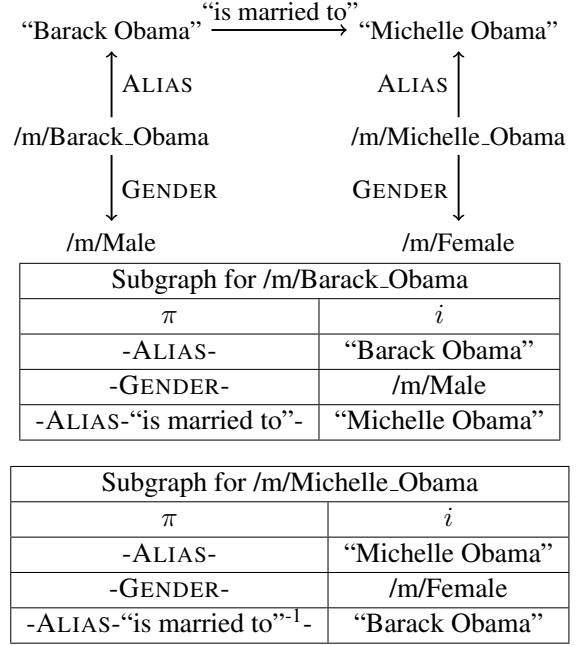 “is married to”
“Barack Obama” “Michelle Obama”
ALIAS ALIAS
/m/Barack_Obama /m/Michelle_Obama
GENDER GENDER
/m/Male /m/Female
Subgraph for /m/Barack_Obama
π i
-ALIAS- “Barack Obama”
-GENDER- /m/Male
-ALIAS-“is married to”- “Michelle Obama”
Subgraph for /m/Michelle_Obama
π i
-ALIAS- “Michelle Obama”
-GENDER- /m/Female
-ALIAS-“is married to”⁻¹- “Barack Obama”